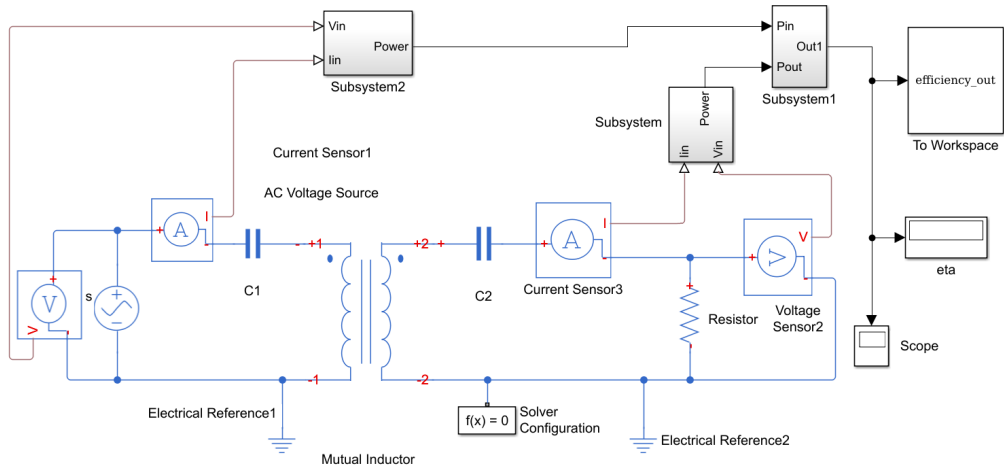 Vin
Iin
Power
Subsystem2
Pin
Pout
Out1
Subsystem1
efficiency_out
To Workspace
Subsystem
Power
Iin
Vin
Current Sensor1
AC Voltage Source
+
A
I
-
C1
-
+1
+2
+
C2
+
A
I
-
Current Sensor3
+
V
V
-
Voltage
Sensor2
eta
+
V
V
-
s
+
-
+
-
Resistor
Scope
-1
-2
Electrical Reference1
f(x) = 0
Solver
Configuration
Electrical Reference2
Mutual Inductor